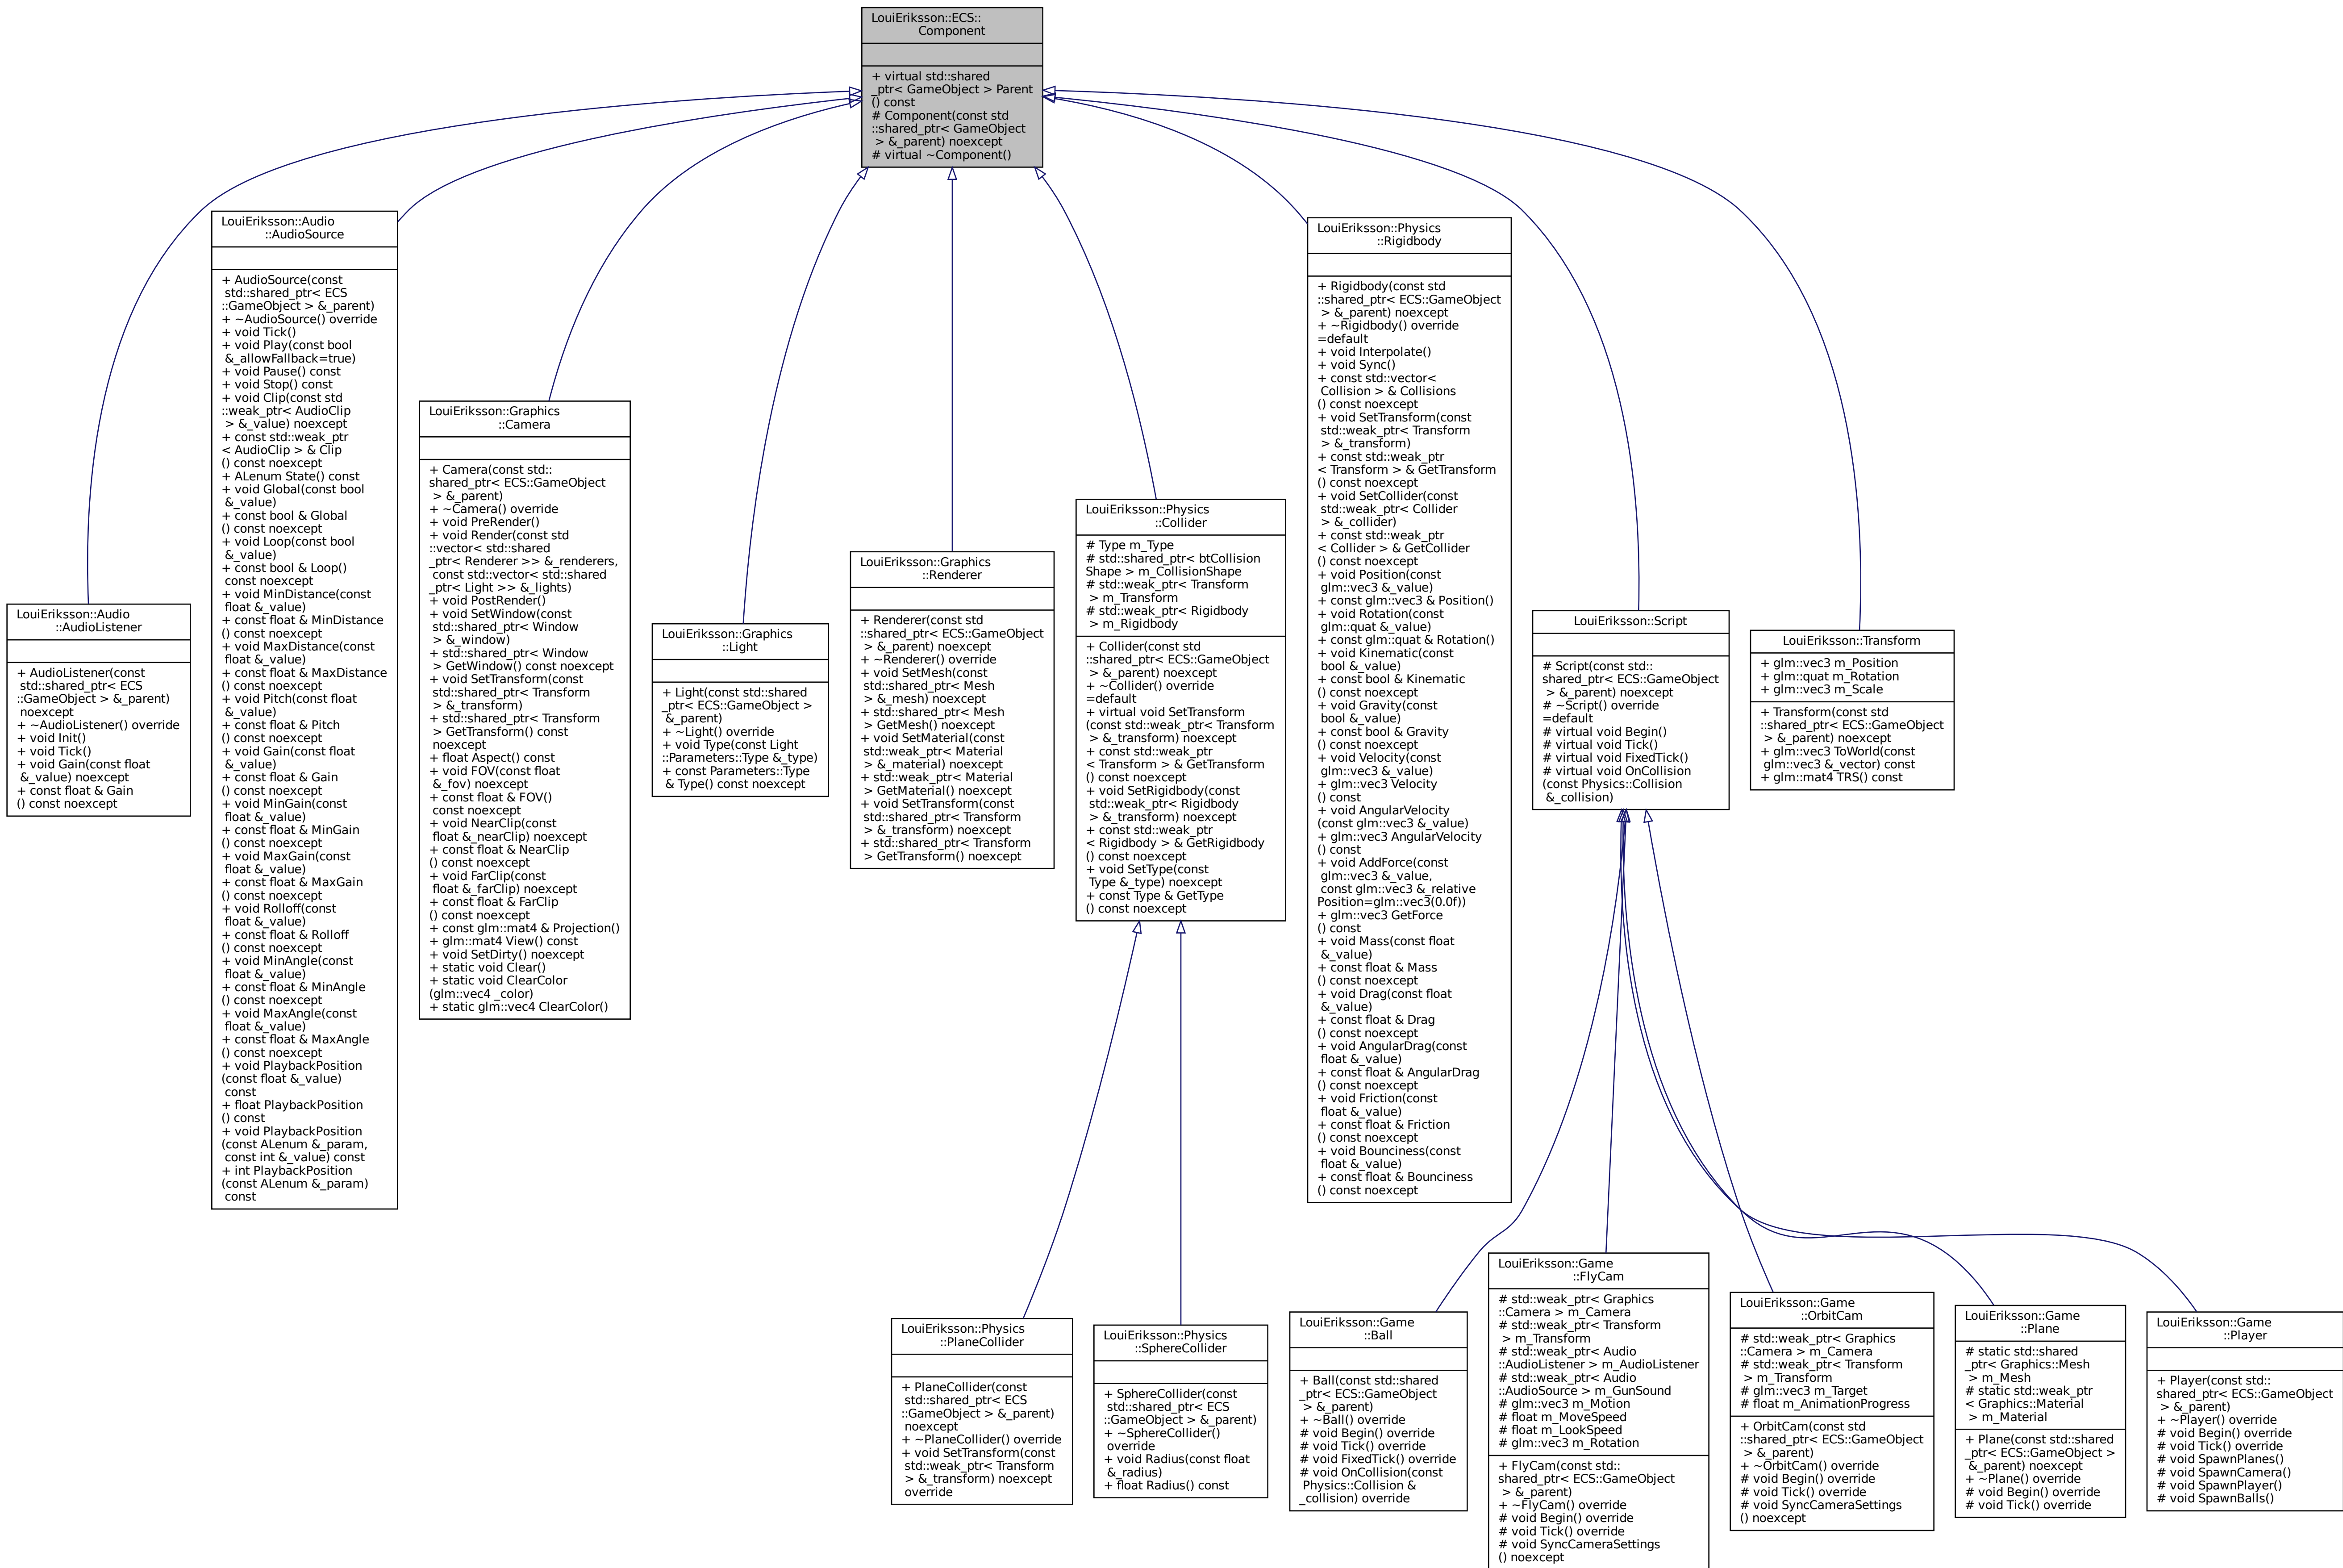 LouiEriksson::ECS::
Component
+ virtual std::shared
_ptr< GameObject > Parent
() const
# Component(const std
::shared_ptr< GameObject
> &_parent) noexcept
# virtual ~Component()
LouiEriksson::Audio
::AudioListener
+ AudioListener(const
std::shared_ptr< ECS
::GameObject > &_parent)
noexcept
+ ~AudioListener() override
+ void Init()
+ void Tick()
+ void Gain(const float
&_value) noexcept
+ const float & Gain
() const noexcept
LouiEriksson::Audio
::AudioSource
+ AudioSource(const
std::shared_ptr< ECS
::GameObject > &_parent)
+ ~AudioSource() override
+ void Tick()
+ void Play(const bool
&_allowFallback=true)
+ void Pause() const
+ void Stop() const
+ void Clip(const std
::weak_ptr< AudioClip
> &_value) noexcept
+ const std::weak_ptr
< AudioClip > & Clip
() const noexcept
+ ALenum State() const
+ void Global(const bool
&_value)
+ const bool & Global
() const noexcept
+ void Loop(const bool
&_value)
+ const bool & Loop()
const noexcept
+ void MinDistance(const
float &_value)
+ const float & MinDistance
() const noexcept
+ void MaxDistance(const
float &_value)
+ const float & MaxDistance
() const noexcept
+ void Pitch(const float
&_value)
+ const float & Pitch
() const noexcept
+ void Gain(const float
&_value)
+ const float & Gain
() const noexcept
+ void MinGain(const
float &_value)
+ const float & MinGain
() const noexcept
+ void MaxGain(const
float &_value)
+ const float & MaxGain
() const noexcept
+ void Rolloff(const
float &_value)
+ const float & Rolloff
() const noexcept
+ void MinAngle(const
float &_value)
+ const float & MinAngle
() const noexcept
+ void MaxAngle(const
float &_value)
+ const float & MaxAngle
() const noexcept
+ void PlaybackPosition
(const float &_value)
const
+ float PlaybackPosition
() const
+ void PlaybackPosition
(const ALenum &_param,
const int &_value) const
+ int PlaybackPosition
(const ALenum &_param)
const
LouiEriksson::Graphics
::Camera
+ Camera(const std::
shared_ptr< ECS::GameObject
> &_parent)
+ ~Camera() override
+ void PreRender()
+ void Render(const std
::vector< std::shared
_ptr< Renderer >> &_renderers,
const std::vector< std::shared
_ptr< Light >> &_lights)
+ void PostRender()
+ void SetWindow(const
std::shared_ptr< Window
> &_window)
+ std::shared_ptr< Window
> GetWindow() const noexcept
+ void SetTransform(const
std::shared_ptr< Transform
> &_transform)
+ std::shared_ptr< Transform
> GetTransform() const
noexcept
+ float Aspect() const
+ void FOV(const float
&_fov) noexcept
+ const float & FOV()
const noexcept
+ void NearClip(const
float &_nearClip) noexcept
+ const float & NearClip
() const noexcept
+ void FarClip(const
float &_farClip) noexcept
+ const float & FarClip
() const noexcept
+ const glm::mat4 & Projection()
+ glm::mat4 View() const
+ void SetDirty() noexcept
+ static void Clear()
+ static void ClearColor
(glm::vec4 _color)
+ static glm::vec4 ClearColor()
LouiEriksson::Graphics
::Light
+ Light(const std::shared
_ptr< ECS::GameObject >
&_parent)
+ ~Light() override
+ void Type(const Light
::Parameters::Type &_type)
+ const Parameters::Type
& Type() const noexcept
LouiEriksson::Graphics
::Renderer
+ Renderer(const std
::shared_ptr< ECS::GameObject
> &_parent) noexcept
+ ~Renderer() override
+ void SetMesh(const
std::shared_ptr< Mesh
> &_mesh) noexcept
+ std::shared_ptr< Mesh
> GetMesh() noexcept
+ void SetMaterial(const
std::weak_ptr< Material
> &_material) noexcept
+ std::weak_ptr< Material
> GetMaterial() noexcept
+ void SetTransform(const
std::shared_ptr< Transform
> &_transform) noexcept
+ std::shared_ptr< Transform
> GetTransform() noexcept
LouiEriksson::Physics
::Collider
# Type m_Type
# std::shared_ptr< btCollision
Shape > m_CollisionShape
# std::weak_ptr< Transform
> m_Transform
# std::weak_ptr< Rigidbody
> m_Rigidbody
+ Collider(const std
::shared_ptr< ECS::GameObject
> &_parent) noexcept
+ ~Collider() override
=default
+ virtual void SetTransform
(const std::weak_ptr< Transform
> &_transform) noexcept
+ const std::weak_ptr
< Transform > & GetTransform
() const noexcept
+ void SetRigidbody(const
std::weak_ptr< Rigidbody
> &_transform) noexcept
+ const std::weak_ptr
< Rigidbody > & GetRigidbody
() const noexcept
+ void SetType(const
Type &_type) noexcept
+ const Type & GetType
() const noexcept
LouiEriksson::Physics
::Rigidbody
+ Rigidbody(const std
::shared_ptr< ECS::GameObject
> &_parent) noexcept
+ ~Rigidbody() override
=default
+ void Interpolate()
+ void Sync()
+ const std::vector<
Collision > & Collisions
() const noexcept
+ void SetTransform(const
std::weak_ptr< Transform
> &_transform)
+ const std::weak_ptr
< Transform > & GetTransform
() const noexcept
+ void SetCollider(const
std::weak_ptr< Collider
> &_collider)
+ const std::weak_ptr
< Collider > & GetCollider
() const noexcept
+ void Position(const
glm::vec3 &_value)
+ const glm::vec3 & Position()
+ void Rotation(const
glm::quat &_value)
+ const glm::quat & Rotation()
+ void Kinematic(const
bool &_value)
+ const bool & Kinematic
() const noexcept
+ void Gravity(const
bool &_value)
+ const bool & Gravity
() const noexcept
+ void Velocity(const
glm::vec3 &_value)
+ glm::vec3 Velocity
() const
+ void AngularVelocity
(const glm::vec3 &_value)
+ glm::vec3 AngularVelocity
() const
+ void AddForce(const
glm::vec3 &_value,
const glm::vec3 &_relative
Position=glm::vec3(0.0f))
+ glm::vec3 GetForce
() const
+ void Mass(const float
&_value)
+ const float & Mass
() const noexcept
+ void Drag(const float
&_value)
+ const float & Drag
() const noexcept
+ void AngularDrag(const
float &_value)
+ const float & AngularDrag
() const noexcept
+ void Friction(const
float &_value)
+ const float & Friction
() const noexcept
+ void Bounciness(const
float &_value)
+ const float & Bounciness
() const noexcept
LouiEriksson::Script
# Script(const std::
shared_ptr< ECS::GameObject
> &_parent) noexcept
# ~Script() override
=default
# virtual void Begin()
# virtual void Tick()
# virtual void FixedTick()
# virtual void OnCollision
(const Physics::Collision
&_collision)
LouiEriksson::Transform
+ glm::vec3 m_Position
+ glm::quat m_Rotation
+ glm::vec3 m_Scale
+ Transform(const std
::shared_ptr< ECS::GameObject
> &_parent) noexcept
+ glm::vec3 ToWorld(const
glm::vec3 &_vector) const
+ glm::mat4 TRS() const
LouiEriksson::Physics
::PlaneCollider
+ PlaneCollider(const
std::shared_ptr< ECS
::GameObject > &_parent)
noexcept
+ ~PlaneCollider() override
+ void SetTransform(const
std::weak_ptr< Transform
> &_transform) noexcept
override
LouiEriksson::Physics
::SphereCollider
+ SphereCollider(const
std::shared_ptr< ECS
::GameObject > &_parent)
+ ~SphereCollider()
override
+ void Radius(const float
&_radius)
+ float Radius() const
LouiEriksson::Game
::Ball
+ Ball(const std::shared
_ptr< ECS::GameObject
> &_parent)
+ ~Ball() override
# void Begin() override
# void Tick() override
# void FixedTick() override
# void OnCollision(const
Physics::Collision &
_collision) override
LouiEriksson::Game
::FlyCam
# std::weak_ptr< Graphics
::Camera > m_Camera
# std::weak_ptr< Transform
> m_Transform
# std::weak_ptr< Audio
::AudioListener > m_AudioListener
# std::weak_ptr< Audio
::AudioSource > m_GunSound
# glm::vec3 m_Motion
# float m_MoveSpeed
# float m_LookSpeed
# glm::vec3 m_Rotation
+ FlyCam(const std::
shared_ptr< ECS::GameObject
> &_parent)
+ ~FlyCam() override
# void Begin() override
# void Tick() override
# void SyncCameraSettings
() noexcept
LouiEriksson::Game
::OrbitCam
# std::weak_ptr< Graphics
::Camera > m_Camera
# std::weak_ptr< Transform
> m_Transform
# glm::vec3 m_Target
# float m_AnimationProgress
+ OrbitCam(const std
::shared_ptr< ECS::GameObject
> &_parent)
+ ~OrbitCam() override
# void Begin() override
# void Tick() override
# void SyncCameraSettings
() noexcept
LouiEriksson::Game
::Plane
# static std::shared
_ptr< Graphics::Mesh
> m_Mesh
# static std::weak_ptr
< Graphics::Material
> m_Material
+ Plane(const std::shared
_ptr< ECS::GameObject >
&_parent) noexcept
+ ~Plane() override
# void Begin() override
# void Tick() override
LouiEriksson::Game
::Player
+ Player(const std::
shared_ptr< ECS::GameObject
> &_parent)
+ ~Player() override
# void Begin() override
# void Tick() override
# void SpawnPlanes()
# void SpawnCamera()
# void SpawnPlayer()
# void SpawnBalls()